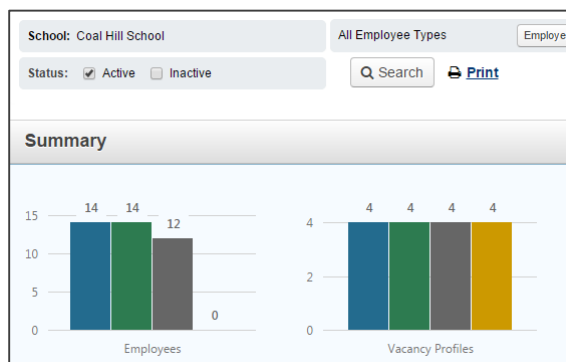 School: Coal Hill School
All Employee Types
Employe
Status: Active Inactive
Search Print
Summary
14 14 12 0
15
10
5
0
Employees
4 4 4 4
4
2
0
Vacancy Profiles